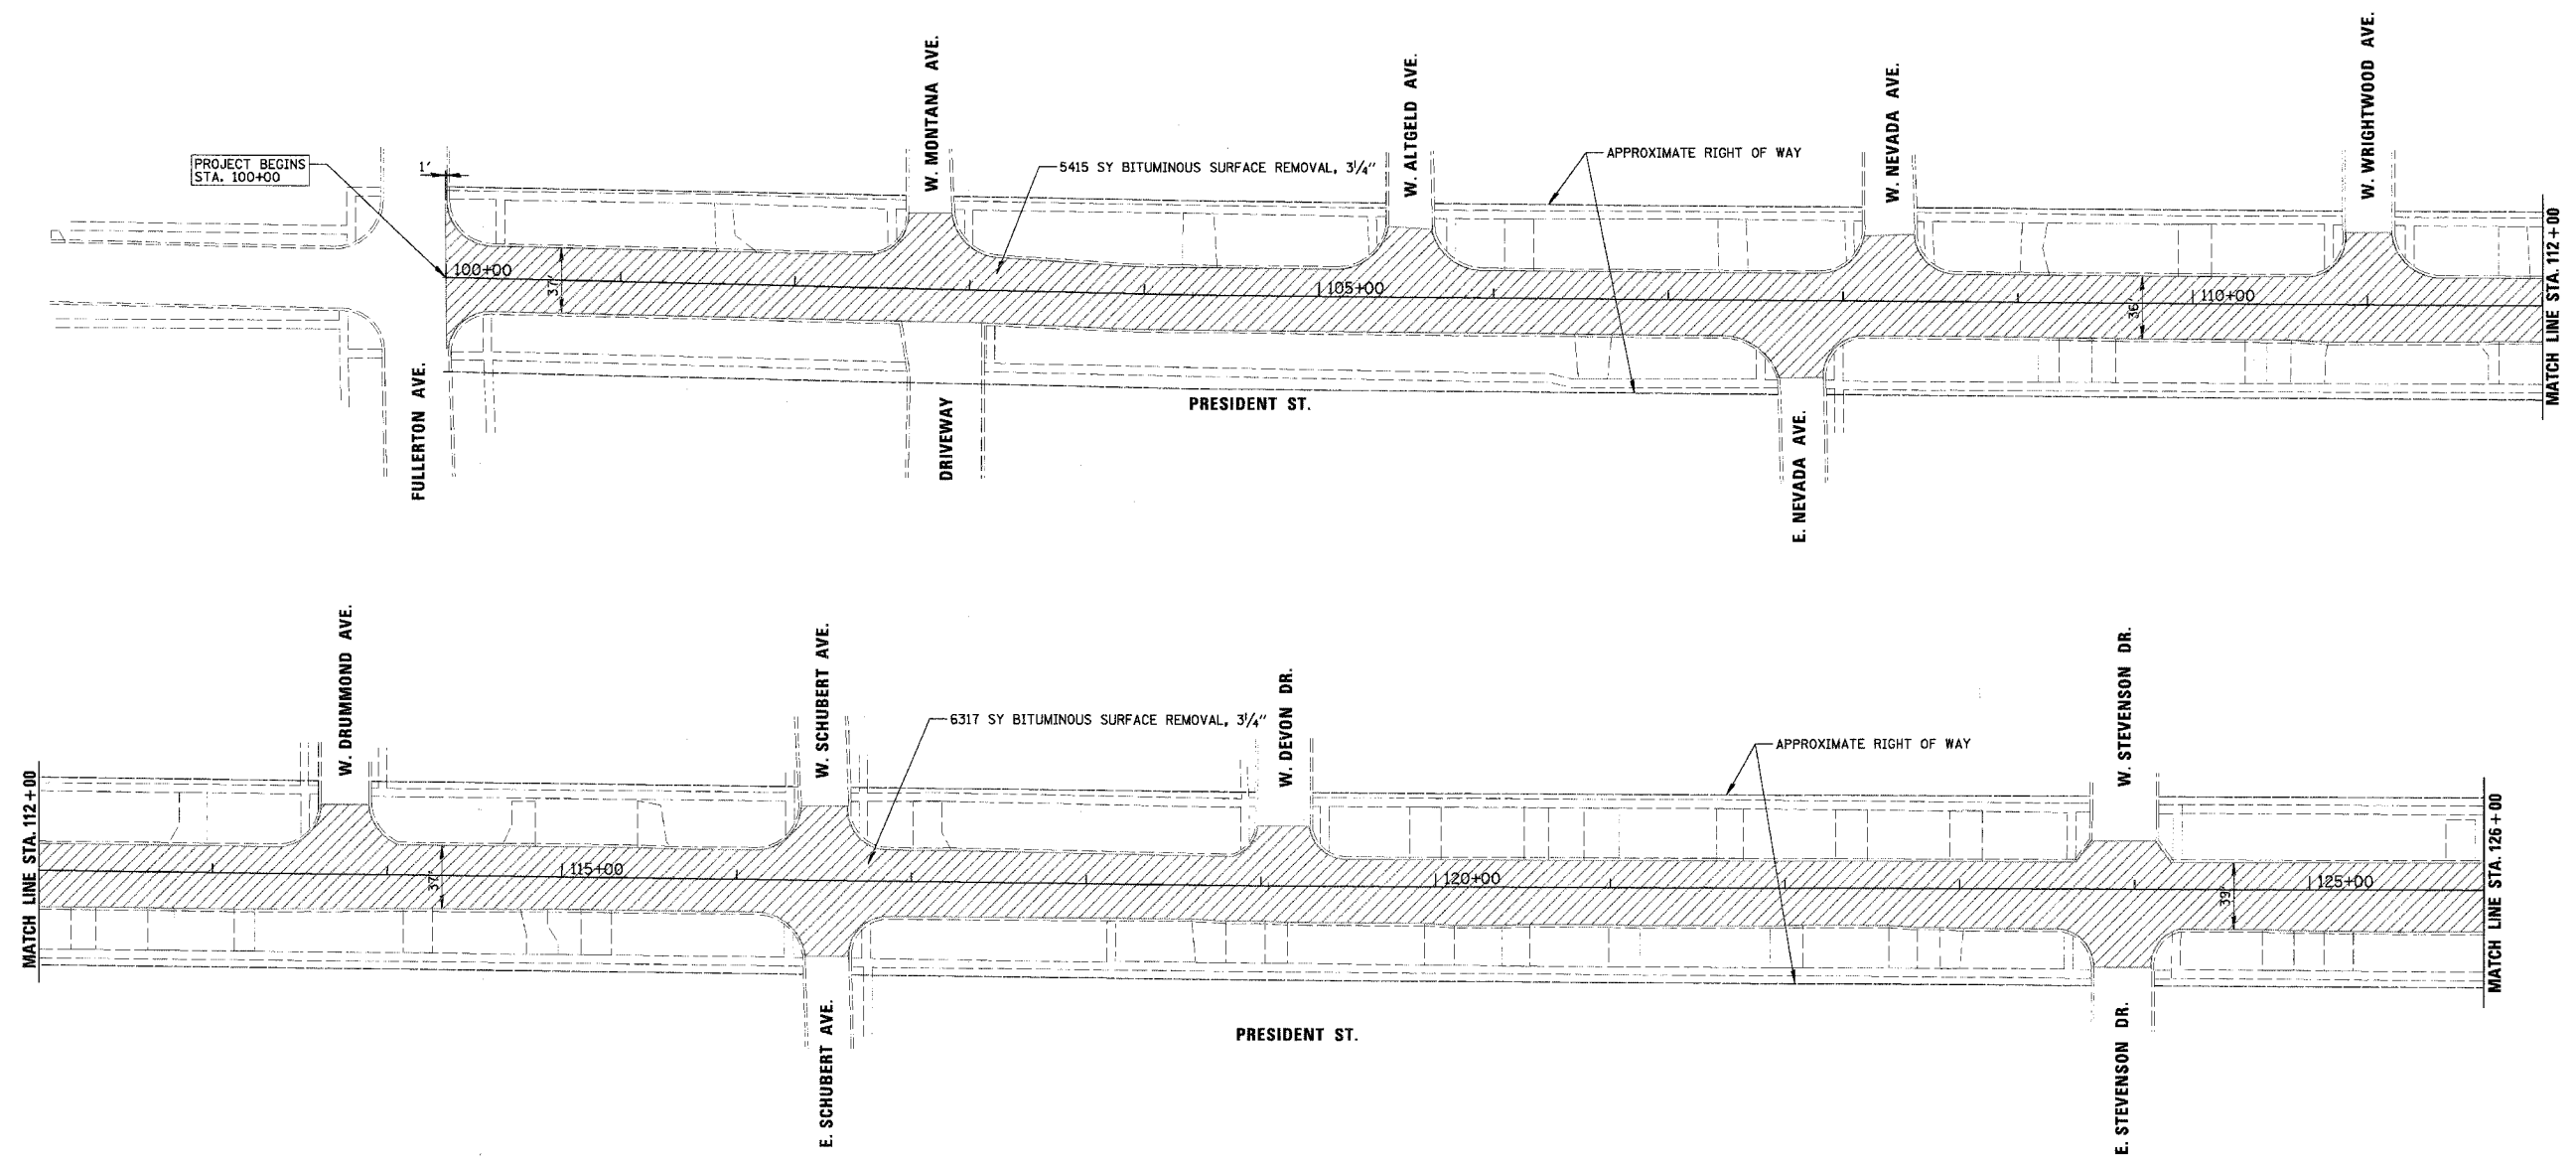 W. MONTANA AVE.
W. ALTGELD AVE.
W. NEVADA AVE.
W. WRIGHTWOOD AVE.
PROJECT BEGINS
STA. 100+00
1'
5415 SY BITUMINOUS SURFACE REMOVAL, 3¼"
APPROXIMATE RIGHT OF WAY
100+00
37'
105+00
36'
110+00
MATCH LINE STA. 112+00
FULLERTON AVE.
DRIVEWAY
PRESIDENT ST.
E. NEVADA AVE.
W. DRUMMOND AVE.
W. SCHUBERT AVE.
W. DEVON DR.
W. STEVENSON DR.
6317 SY BITUMINOUS SURFACE REMOVAL, 3¼"
APPROXIMATE RIGHT OF WAY
MATCH LINE STA. 112+00
37'
115+00
120+00
39'
125+00
MATCH LINE STA. 126+00
E. SCHUBERT AVE.
PRESIDENT ST.
E. STEVENSON DR.